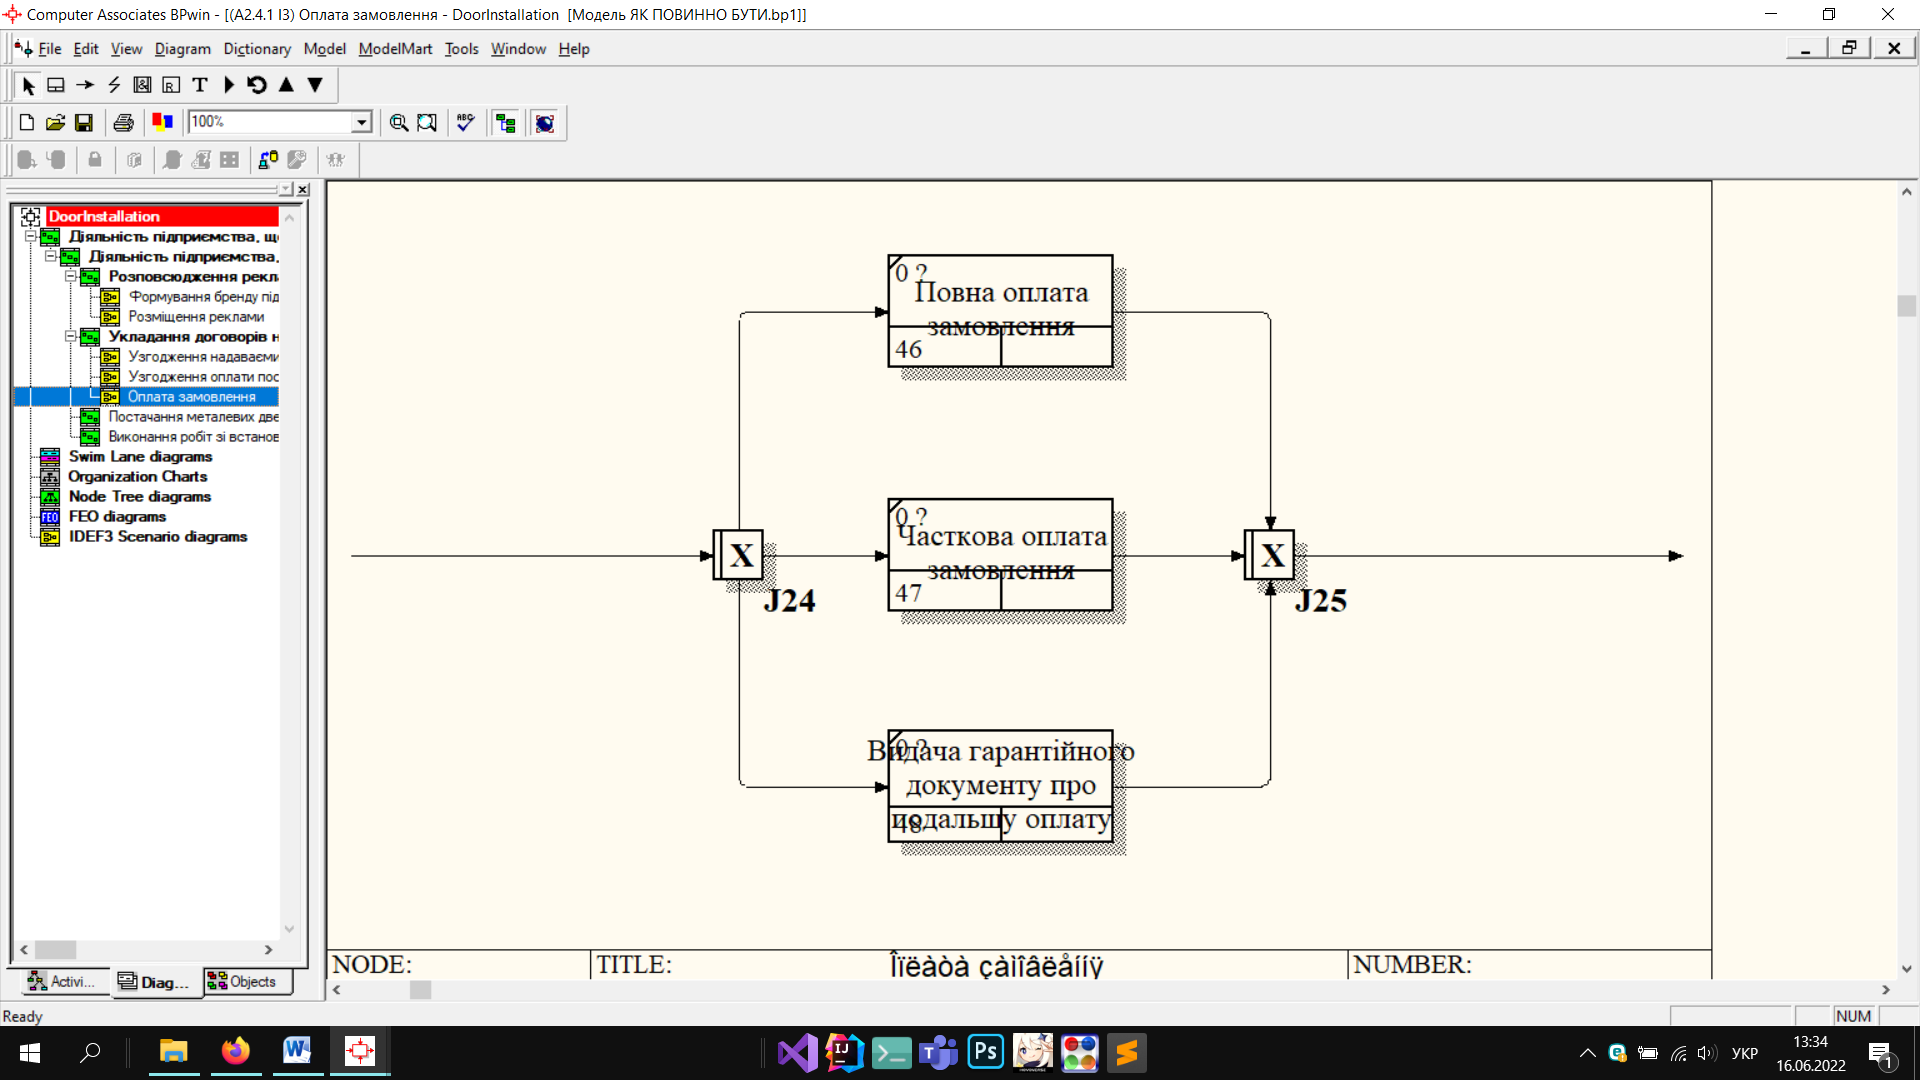 Computer Associates BPwin - [(A2.4.1 I3) Оплата замовлення - DoorInstallation [Модель ЯК ПОВИННО БУТИ.bp1]]
File Edit View Diagram Dictionary Model ModelMart Tools Window Help
100%
DoorInstallation
Діяльність підприємства, щ
Діяльність підприємства,
Розповсюдження рекл
Формування бренду під
Розміщення реклами
Укладання договорів н
Узгодження надаваєми
Узгодження оплати пос
Оплата замовлення
Постачання металевих две
Виконання робіт зі встанов
Swim Lane diagrams
Organization Charts
Node Tree diagrams
FEO diagrams
IDEF3 Scenario diagrams
Activi... Diag... Objects
0 ?
Повна оплата
замовлення
46
X
J24
0 ?
Часткова оплата
замовлення
47
X
J25
0 ?
Видача гарантійного
документу про
подальшу оплату
48
NODE: TITLE: Îïëàòà çàìîâëåííÿ NUMBER:
Ready
NUM
УКР
13:34
16.06.2022
1